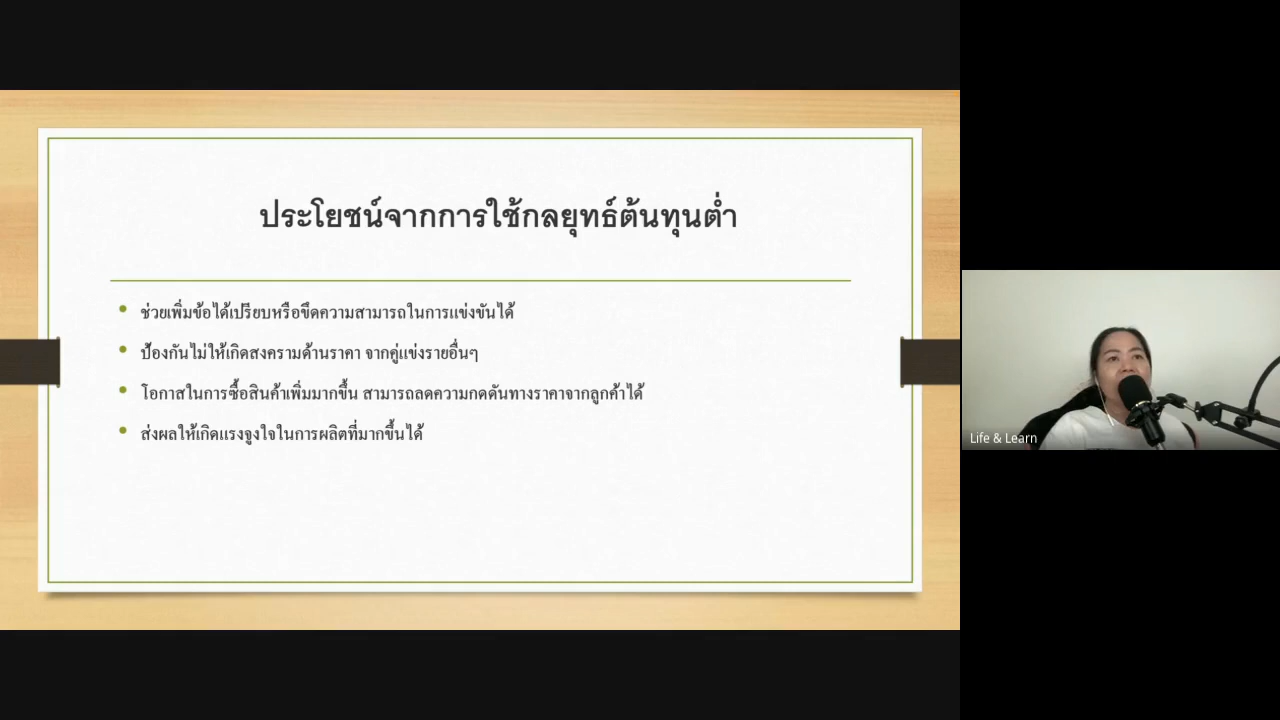 ประโยชน์จากการใช้กลยุทธ์ต้นทุนต่ำ
• ช่วยเพิ่มข้อได้เปรียบหรือขีดความสามารถในการแข่งขันได้
• ป้องกันไม่ให้เกิดสงครามด้านราคา จากคู่แข่งรายอื่นๆ
• โอกาสในการซื้อสินค้าเพิ่มมากขึ้น สามารถลดความกดดันทางราคาจากลูกค้าได้
• ส่งผลให้เกิดแรงจูงใจในการผลิตที่มากขึ้นได้
Life & Learn